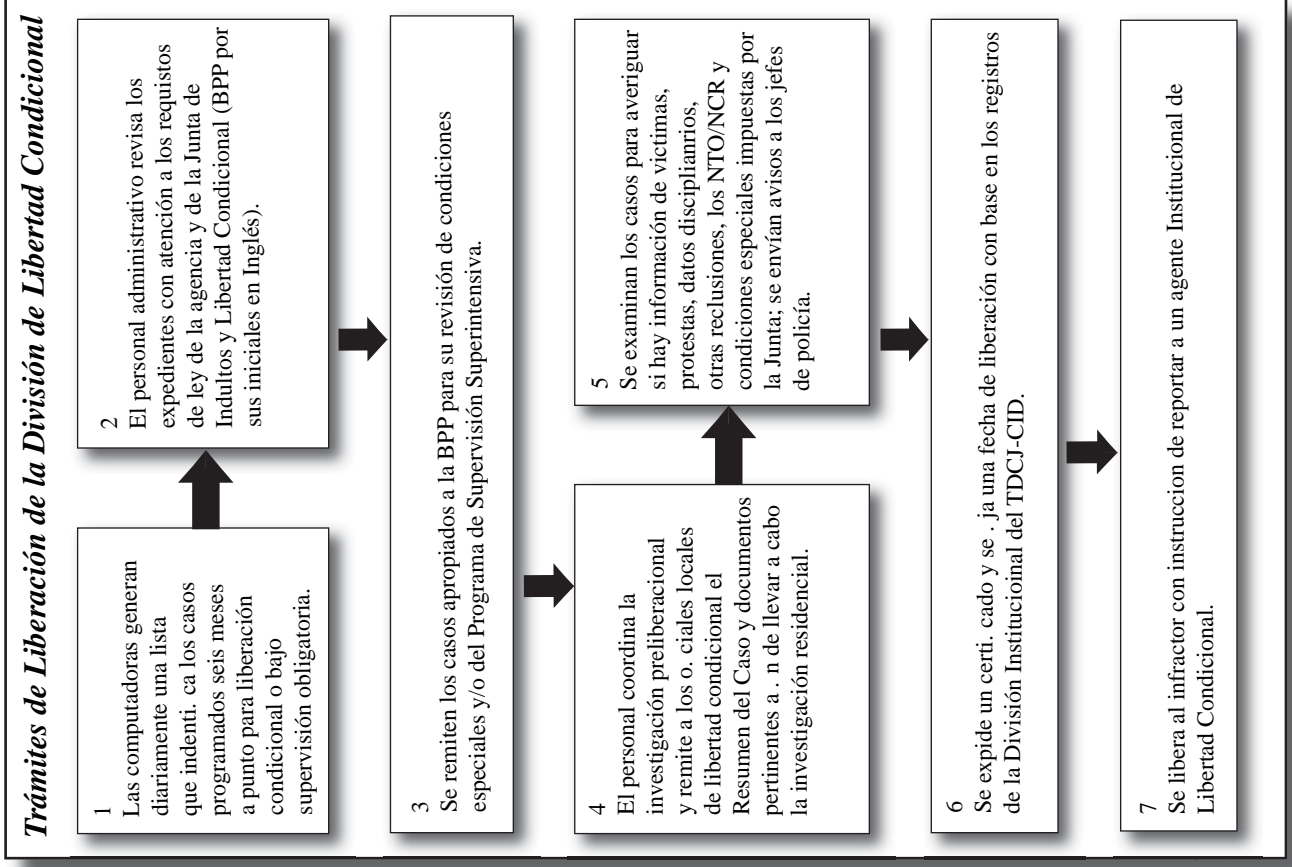 Trámites de Liberación de la División de Libertad Condicional
1
Las computadoras generan
diariamente una lista
que indenti. ca los casos
programados seis meses
a punto para liberación
condicional o bajo
supervisión obligatoria.
2
El personal administrativo revisa los
expedientes con atención a los requistos
de ley de la agencia y de la Junta de
Indultos y Libertad Condicional (BPP por
sus iniciales en Inglés).
3
Se remiten los casos apropiados a la BPP para su revisión de condiciones
especiales y/o del Programa de Supervisión Superintensiva.
4
El personal coordina la
investigación preliberacional
y remite a los o. ciales locales
de libertad condicional el
Resumen del Caso y documentos
pertinentes a . n de llevar a cabo
la investigación residencial.
5
Se examinan los casos para averiguar
si hay información de victimas,
protestas, datos disciplianrios,
otras reclusiones, los NTO/NCR y
condiciones especiales impuestas por
la Junta; se envían avisos a los jefes
de policía.
6
Se expide un certi. cado y se . ja una fecha de liberación con base en los registros
de la División Institucioinal del TDCJ-CID.
7
Se libera al infractor con instruccion de reportar a un agente Institucional de
Libertad Condicional.